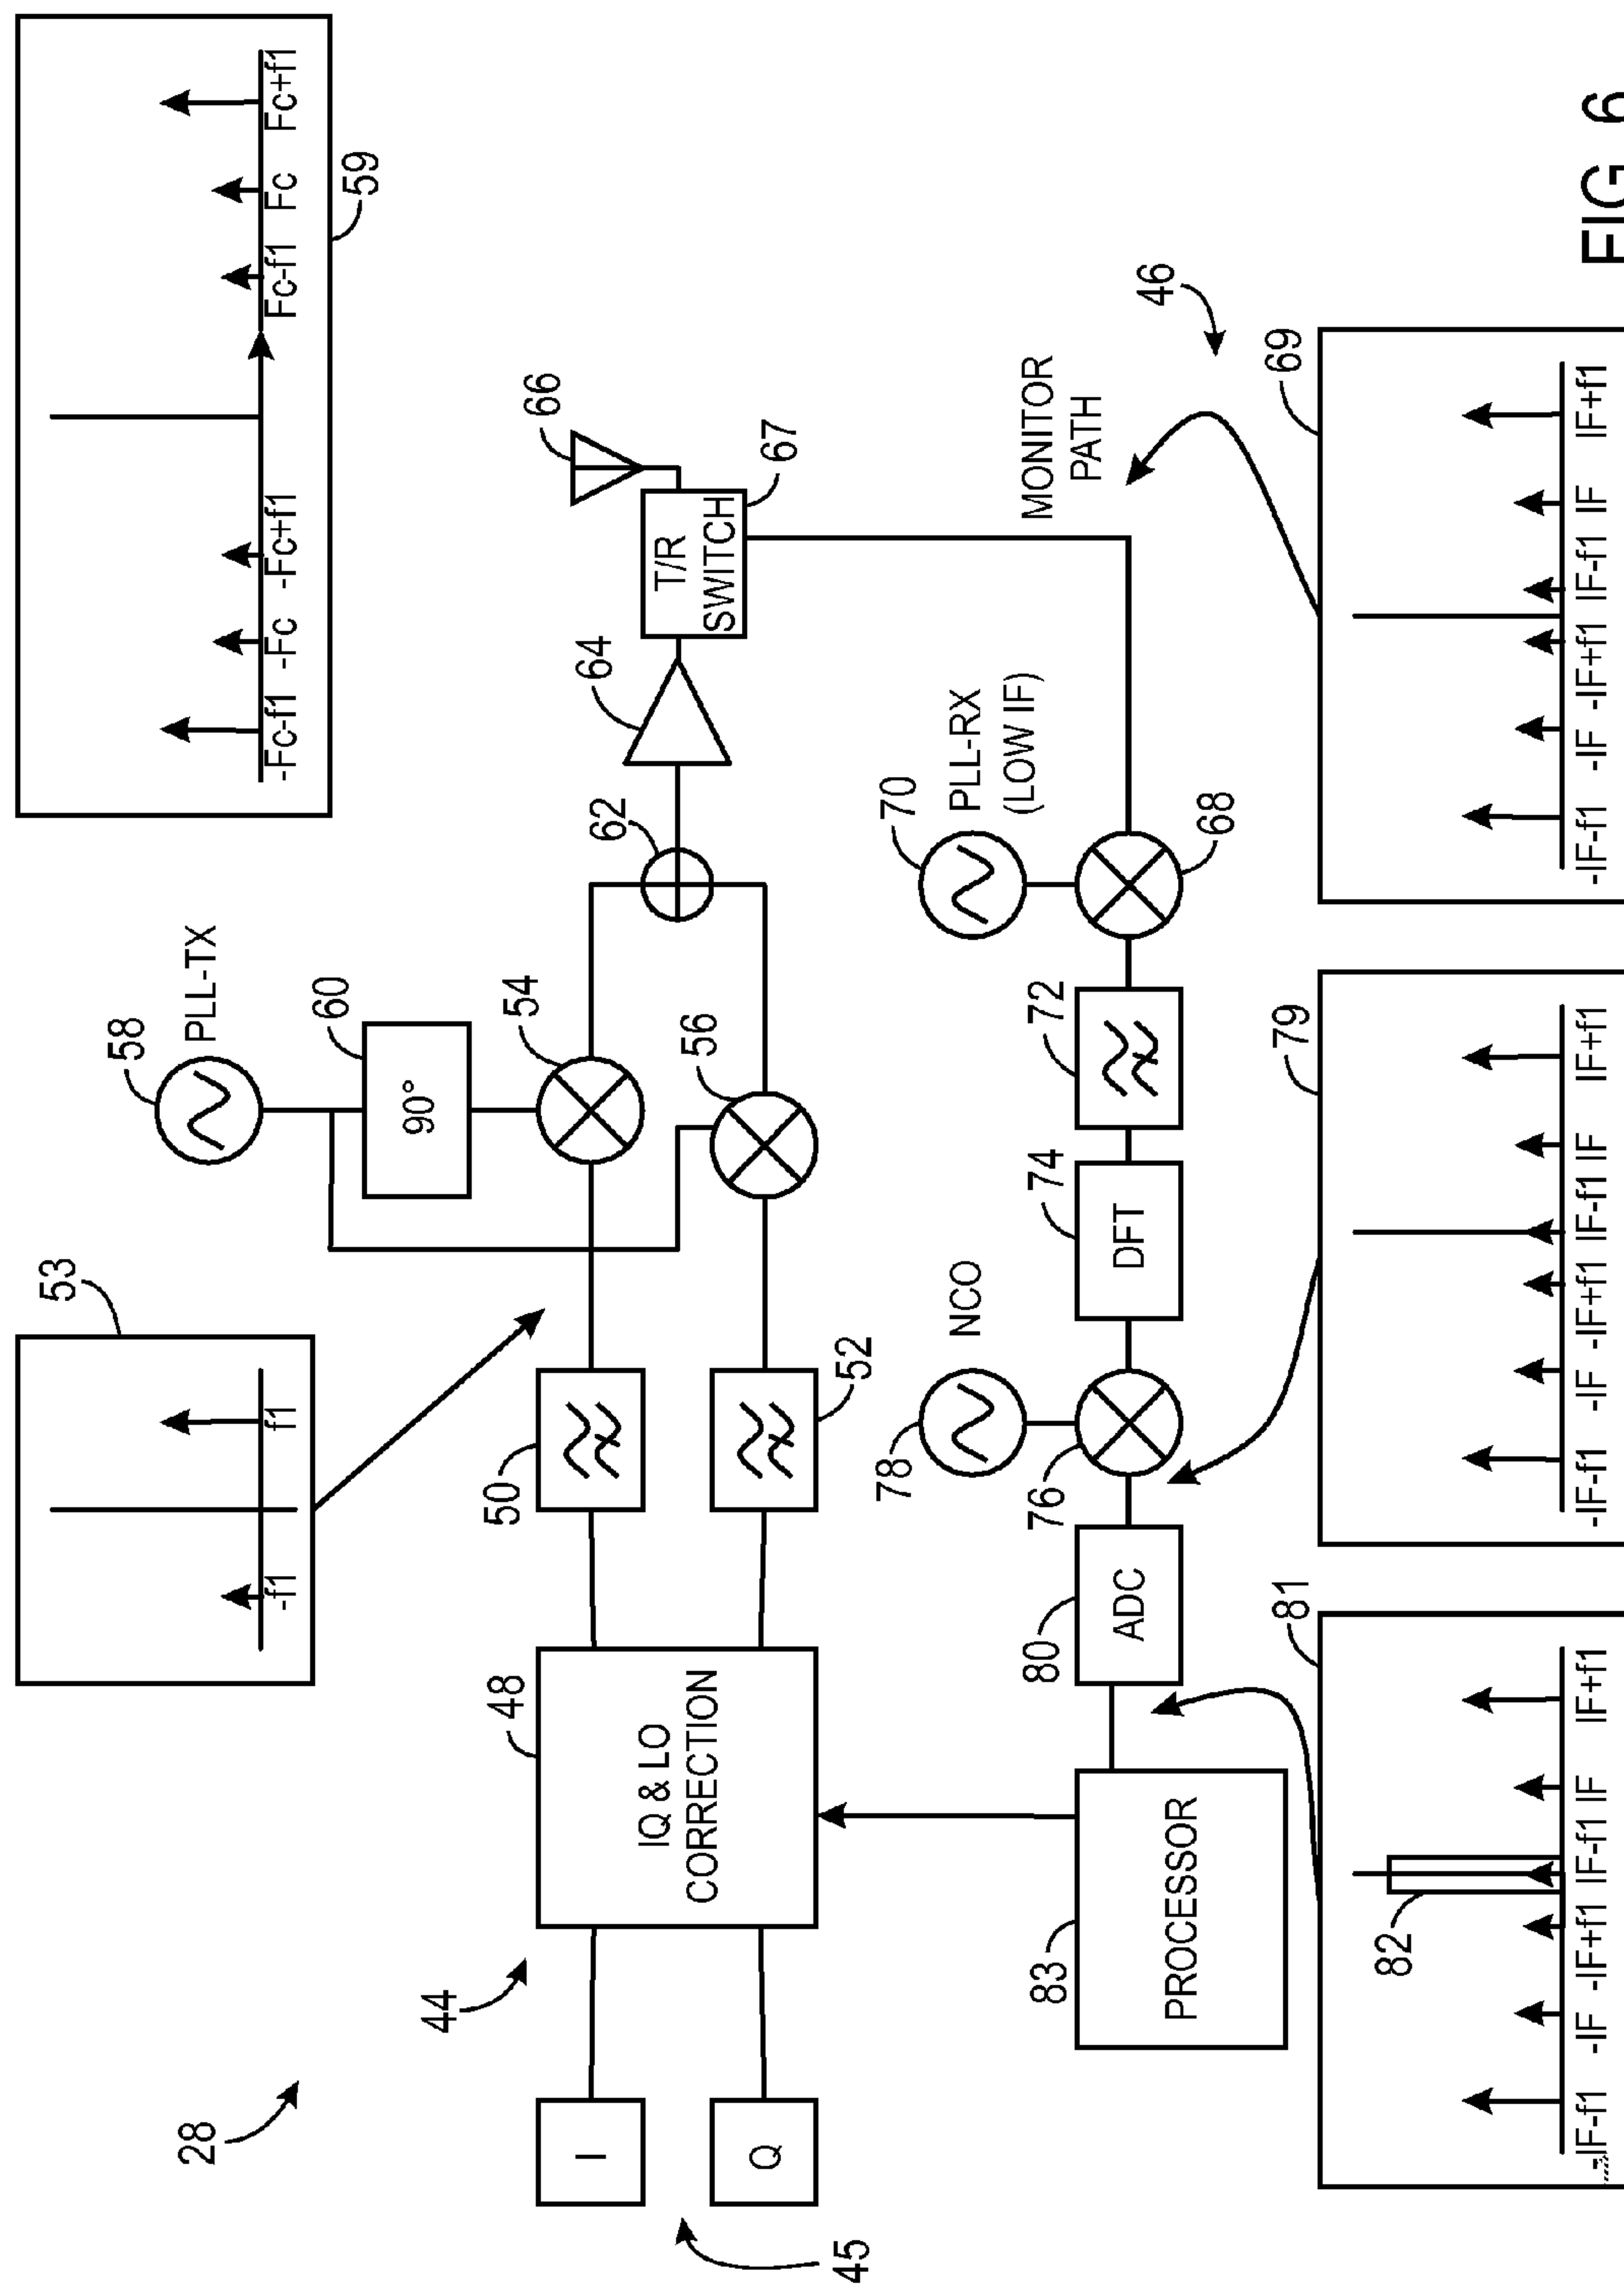 28
44
45
I
Q
48
IQ & LO
CORRECTION
53
-f1
f1
50
52
58
PLL-TX
60
90°
54
56
62
64
66
T/R
SWITCH
67
59
-Fc-f1
-Fc
-Fc+f1
Fc-f1
Fc
Fc+f1
MONITOR
PATH
46
70
PLL-RX
(LOW IF)
68
72
74
DFT
78
NCO
76
80
ADC
83
PROCESSOR
81
82
-IF-f1
-IF
-IF+f1
IF-f1
IF
IF+f1
79
-IF-f1
-IF
-IF+f1
IF-f1
IF
IF+f1
69
-IF-f1
-IF
-IF+f1
IF-f1
IF
IF+f1
FIG. 6